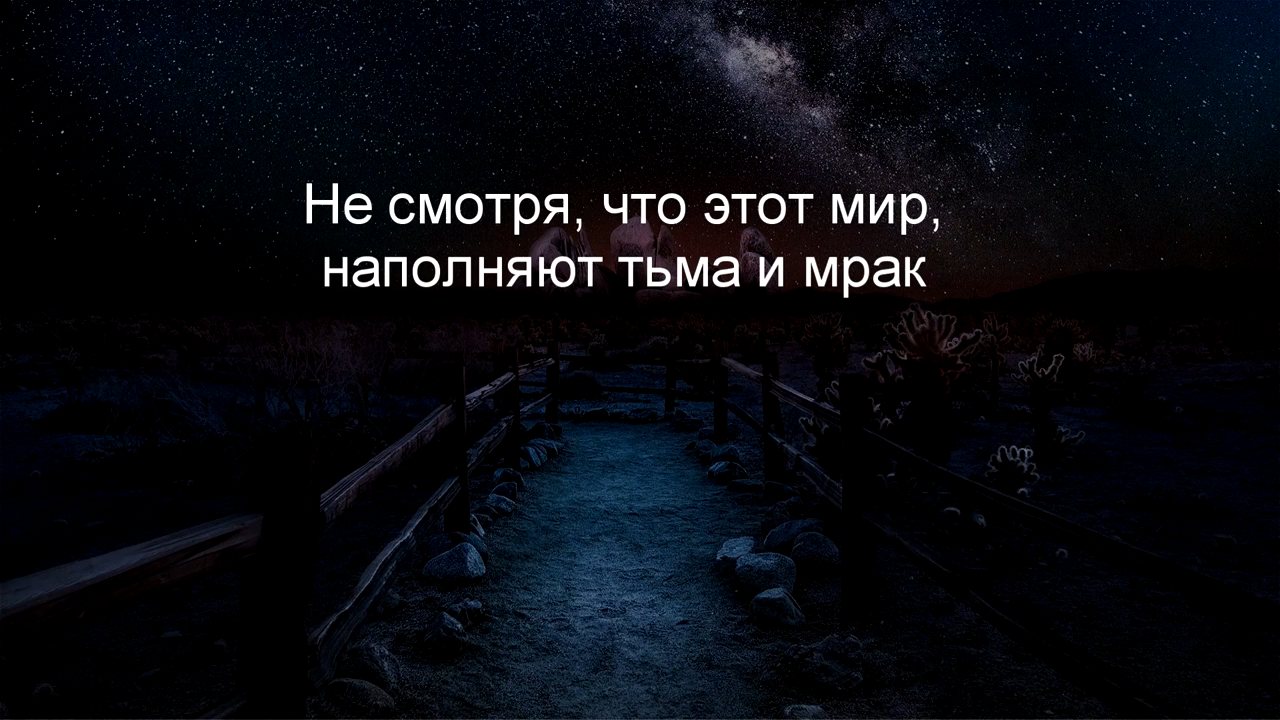 Не смотря, что этот мир,
наполняют тьма и мрак